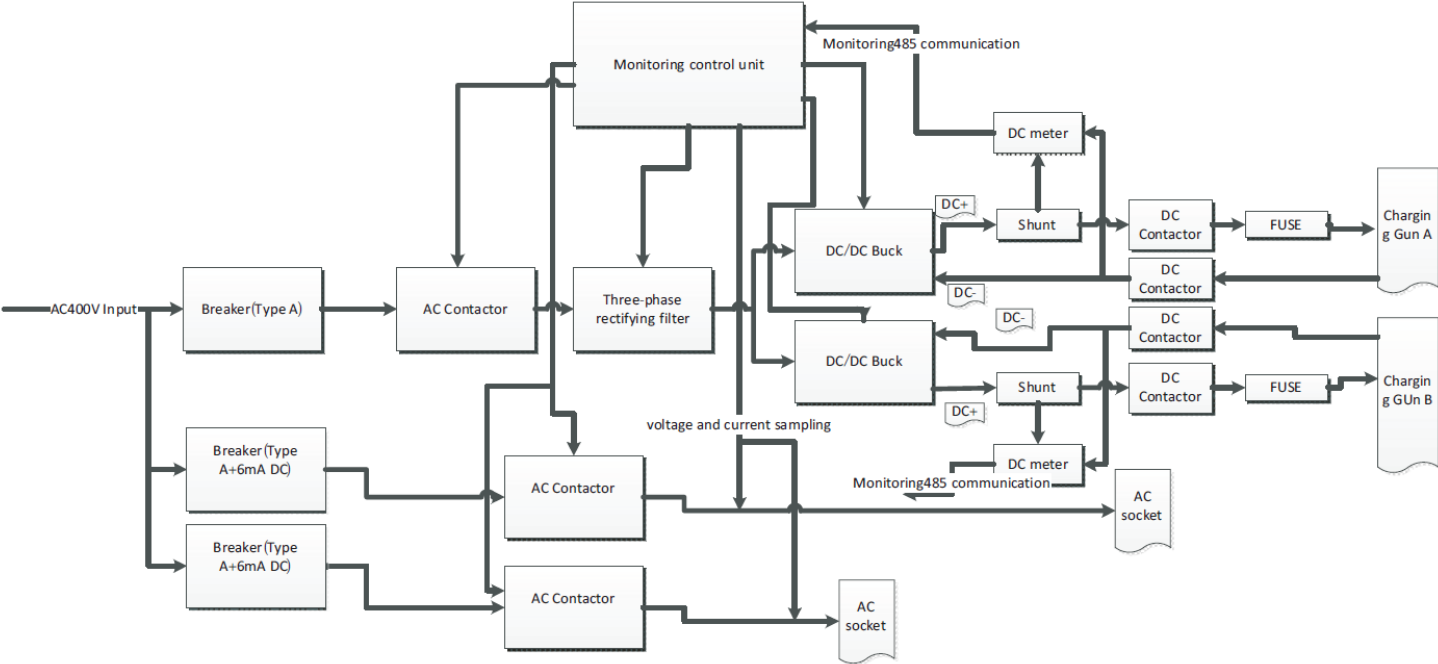 Monitoring control unit
Monitoring485 communication
DC meter
DC+
Shunt
DC
Contactor
FUSE
Chargin
g Gun A
DC/DC Buck
DC
Contactor
DC-
AC400V Input
Breaker(Type A)
AC Contactor
Three-phase
rectifying filter
DC-
DC
Contactor
DC/DC Buck
Shunt
DC
Contactor
FUSE
Chargin
g GUn B
DC+
voltage and current sampling
Breaker(Type
A+6mA DC)
DC meter
Monitoring485 communication
AC Contactor
AC
socket
Breaker(Type
A+6mA DC)
AC Contactor
AC
socket